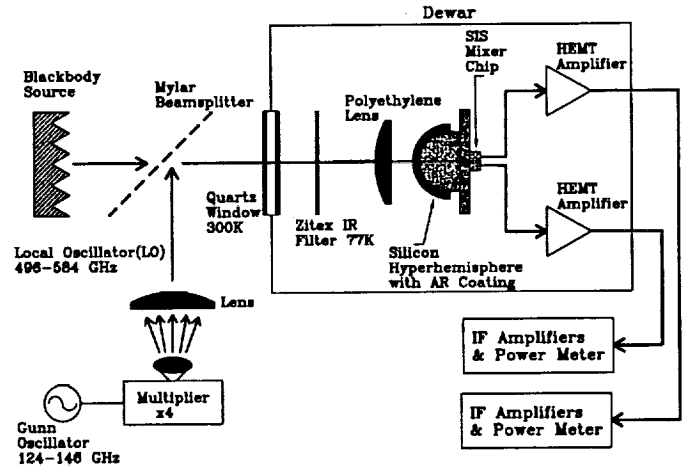 Dewar
Blackbody
Source
Mylar
Beamsplitter
SIS
Mixer
Chip
HEMT
Amplifier
Polyethylene
Lens
Quartz
Window
300K
Zitex IR
Filter 77K
HEMT
Amplifier
Silicon
Hyperhemisphere
with AR Coating
Local Oscillator(LO)
496-584 GHz
Lens
Multiplier
x4
Gunn
Oscillator
124-146 GHz
IF Amplifiers
& Power Meter
IF Amplifiers
& Power Meter